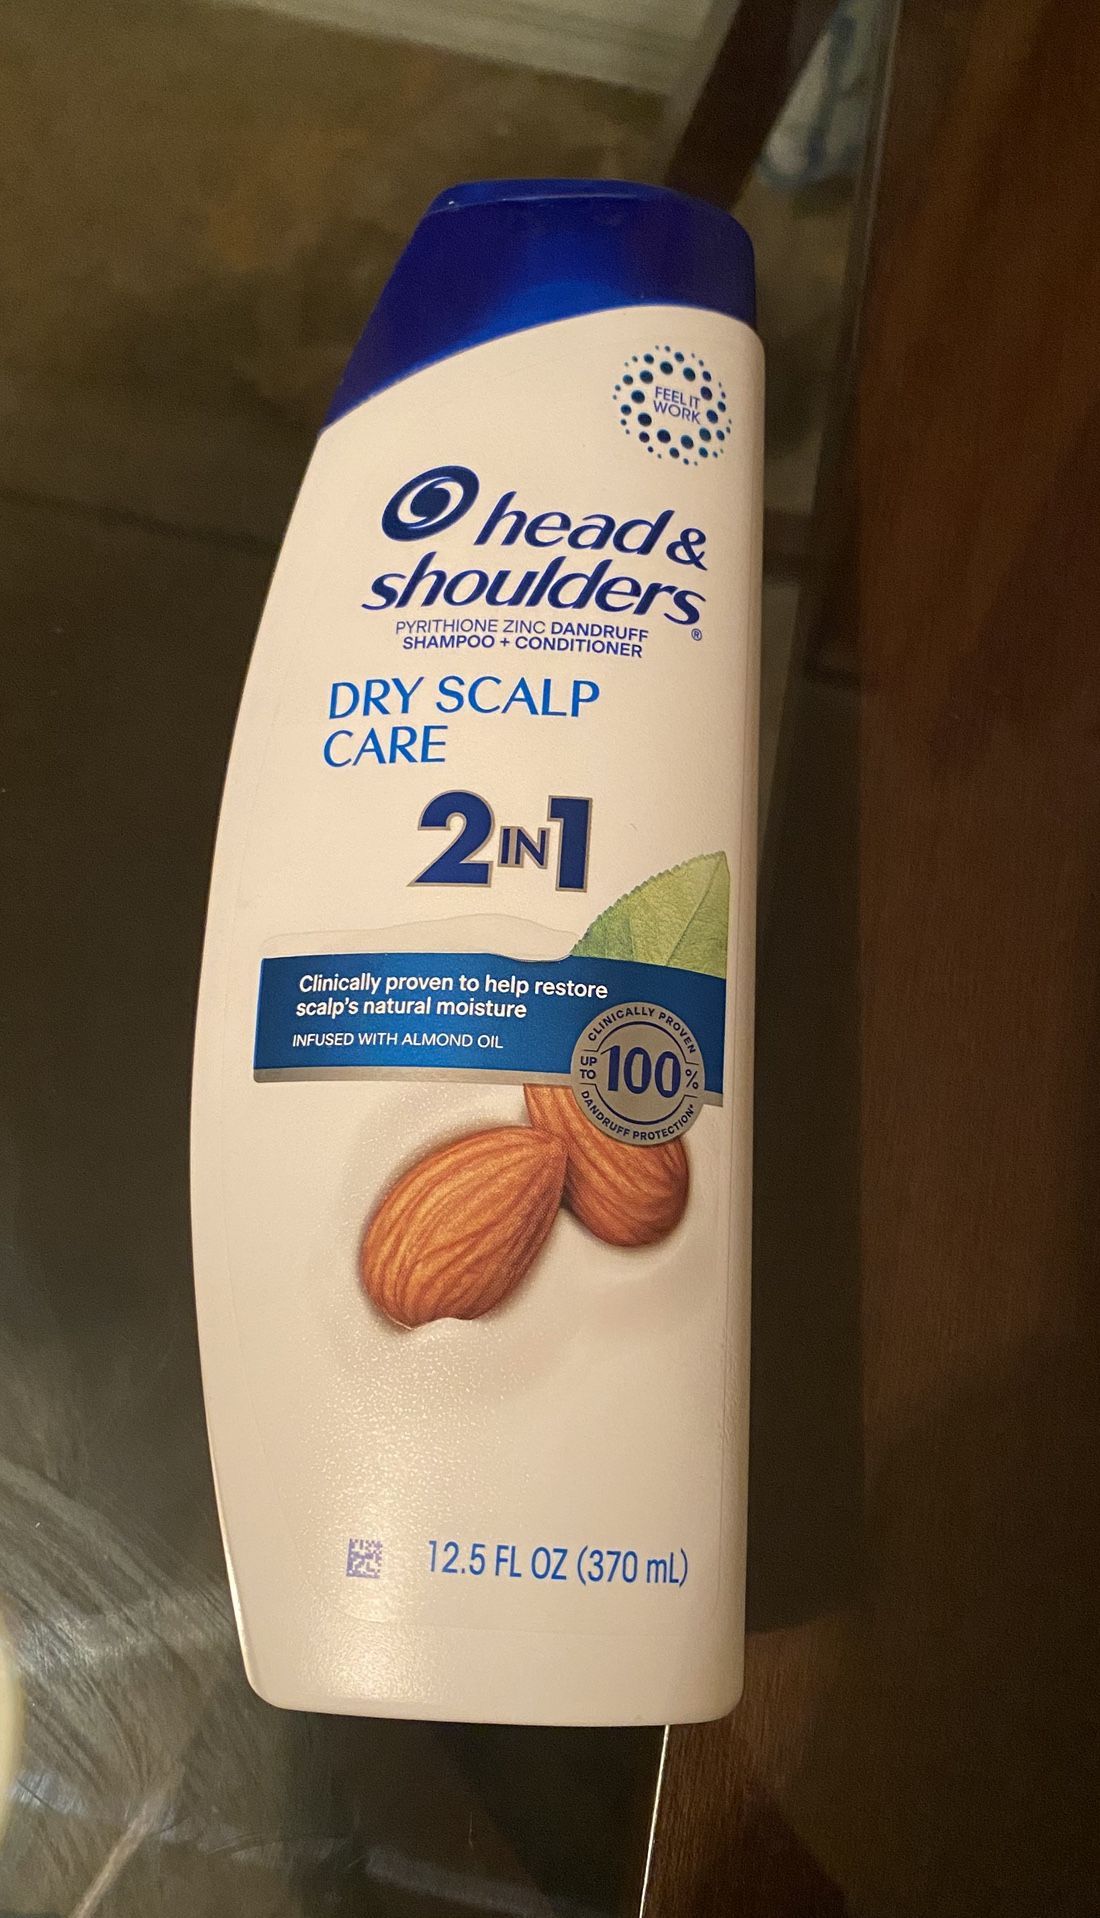 FEEL IT
WORK
head &
shoulders®
PYRITHIONE ZINC DANDRUFF
SHAMPOO + CONDITIONER
DRY SCALP
CARE
2IN1
Clinically proven to help restore
scalp's natural moisture
INFUSED WITH ALMOND OIL
CLINICALLY PROVEN
UP TO 100%
DANDRUFF PROTECTION*
12.5 FL OZ (370 mL)